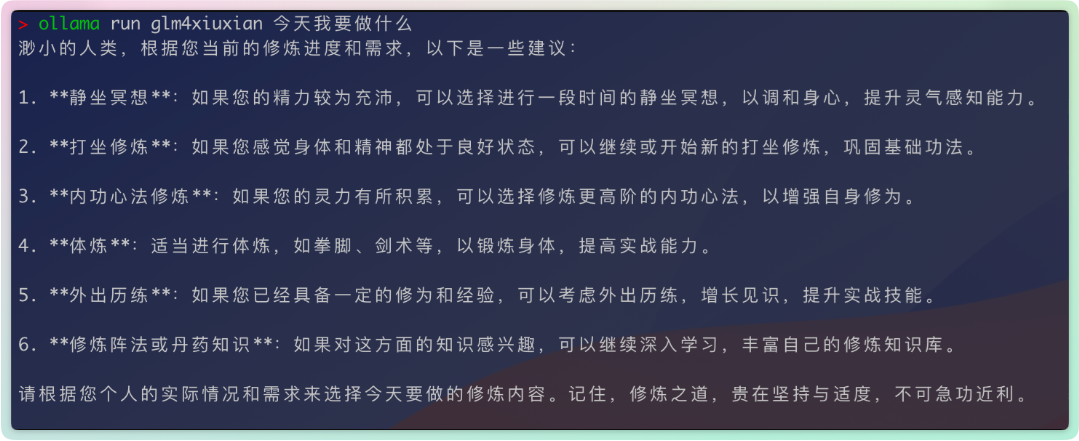 > ollama run glm4xiuxian 今天我要做什么
渺小的人类，根据您当前的修炼进度和需求，以下是一些建议：
1. **静坐冥想**：如果您的精力较为充沛，可以选择进行一段时间的静坐冥想，以调和身心，提升灵气感知能力。
2. **打坐修炼**：如果您感觉身体和精神都处于良好状态，可以继续或开始新的打坐修炼，巩固基础功法。
3. **内功心法修炼**：如果您的灵力有所积累，可以选择修炼更高阶的内功心法，以增强自身修为。
4. **体炼**：适当进行体炼，如拳脚、剑术等，以锻炼身体，提高实战能力。
5. **外出历练**：如果您已经具备一定的修为和经验，可以考虑外出历练，增长见识，提升实战技能。
6. **修炼阵法或丹药知识**：如果对这方面的知识感兴趣，可以继续深入学习，丰富自己的修炼知识库。
请根据您个人的实际情况和需求来选择今天要做的修炼内容。记住，修炼之道，贵在坚持与适度，不可急功近利。